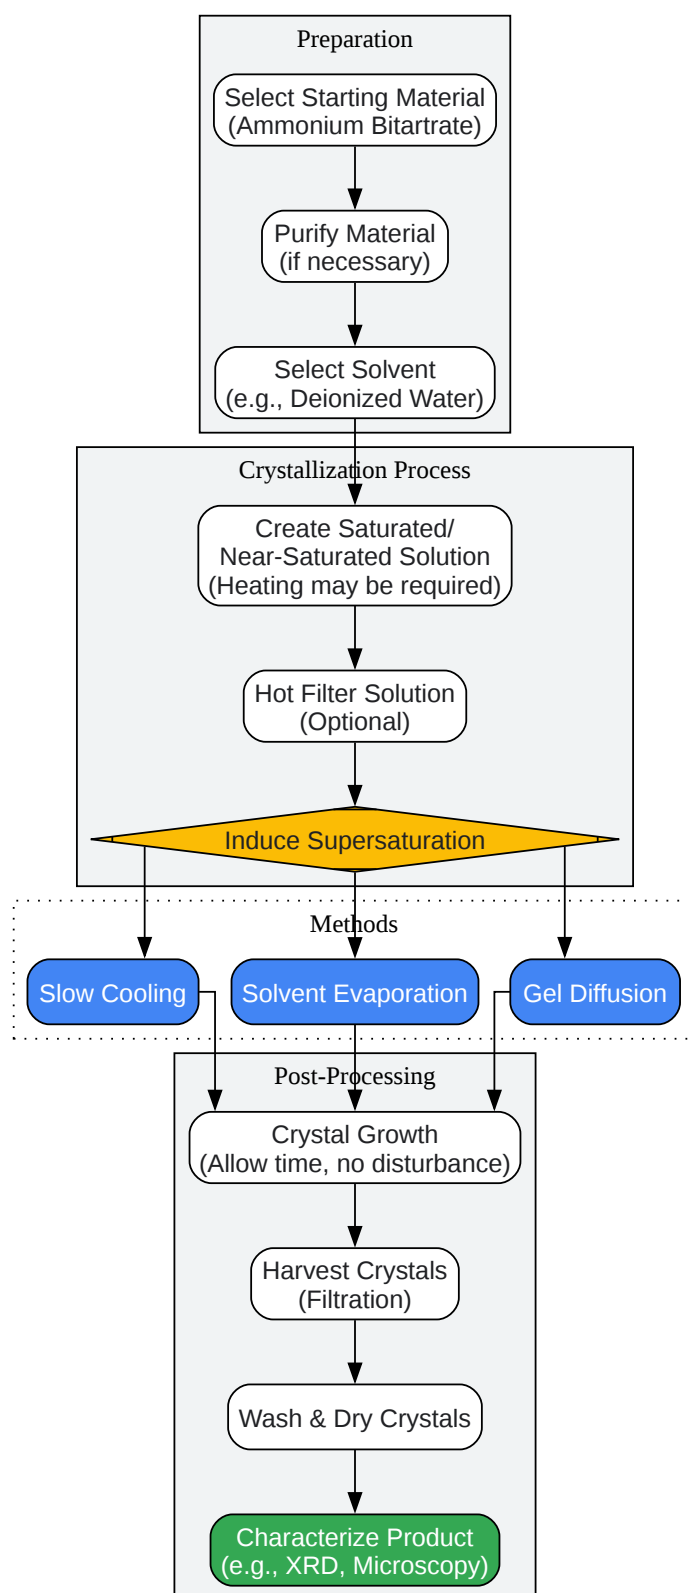 Preparation
Select Starting Material
(Ammonium Bitartrate)
Purify Material
(if necessary)
Select Solvent
(e.g., Deionized Water)
Crystallization Process
Create Saturated/
Near-Saturated Solution
(Heating may be required)
Hot Filter Solution
(Optional)
Induce Supersaturation
Methods
Slow Cooling
Solvent Evaporation
Gel Diffusion
Post-Processing
Crystal Growth
(Allow time, no disturbance)
Harvest Crystals
(Filtration)
Wash & Dry Crystals
Characterize Product
(e.g., XRD, Microscopy)